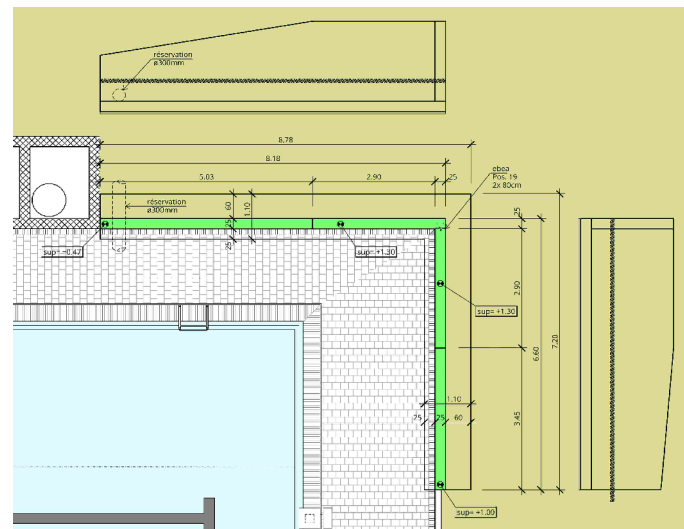 réservation
ø300mm
8.78
8.18
5.03
2.90
25
ebea
Pos. 19
2x 80cm
réservation
ø300mm
60
1.10
25
25
sup= -0.47
sup= +1.30
25
2.90
sup= +1.30
6.60
7.20
1.10
25
25
60
3.45
sup= +1.00